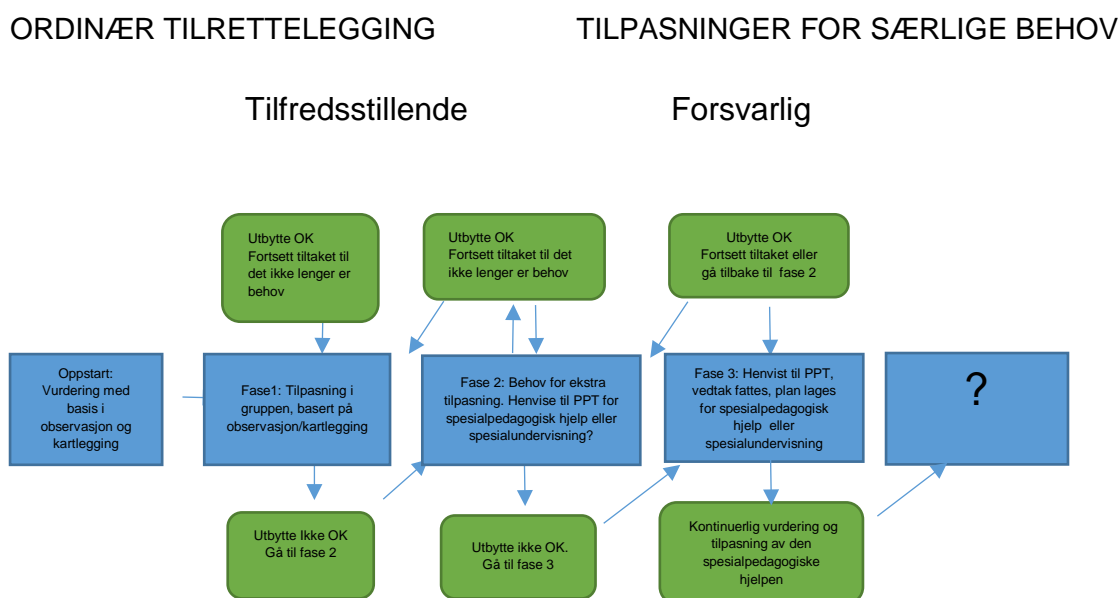 ORDINÆR TILRETTELEGGING
TILPASNINGER FOR SÆRLIGE BEHOV
Tilfredsstillende
Forsvarlig
Utbytte OK
Fortsett tiltaket til
det ikke lenger er
behov
Utbytte OK
Fortsett tiltaket til det
ikke lenger er behov
Utbytte OK
Fortsett tiltaket eller
gå tilbake til fase 2
Oppstart:
Vurdering med
basis i
observasjon og
kartlegging
Fase1: Tilpasning i
gruppen, basert på
observasjon/kartlegging
Fase 2: Behov for ekstra
tilpasning. Henvise til PPT for
spesialpedagogisk hjelp eller
spesialundervisning?
Fase 3: Henvist til PPT,
vedtak fattes, plan lages
for spesialpedagogisk
hjelp eller
spesialundervisning
?
Utbytte Ikke OK
Gå til fase 2
Utbytte ikke OK.
Gå til fase 3
Kontinuerlig vurdering og
tilpasning av den
spesialpedagogiske
hjelpen